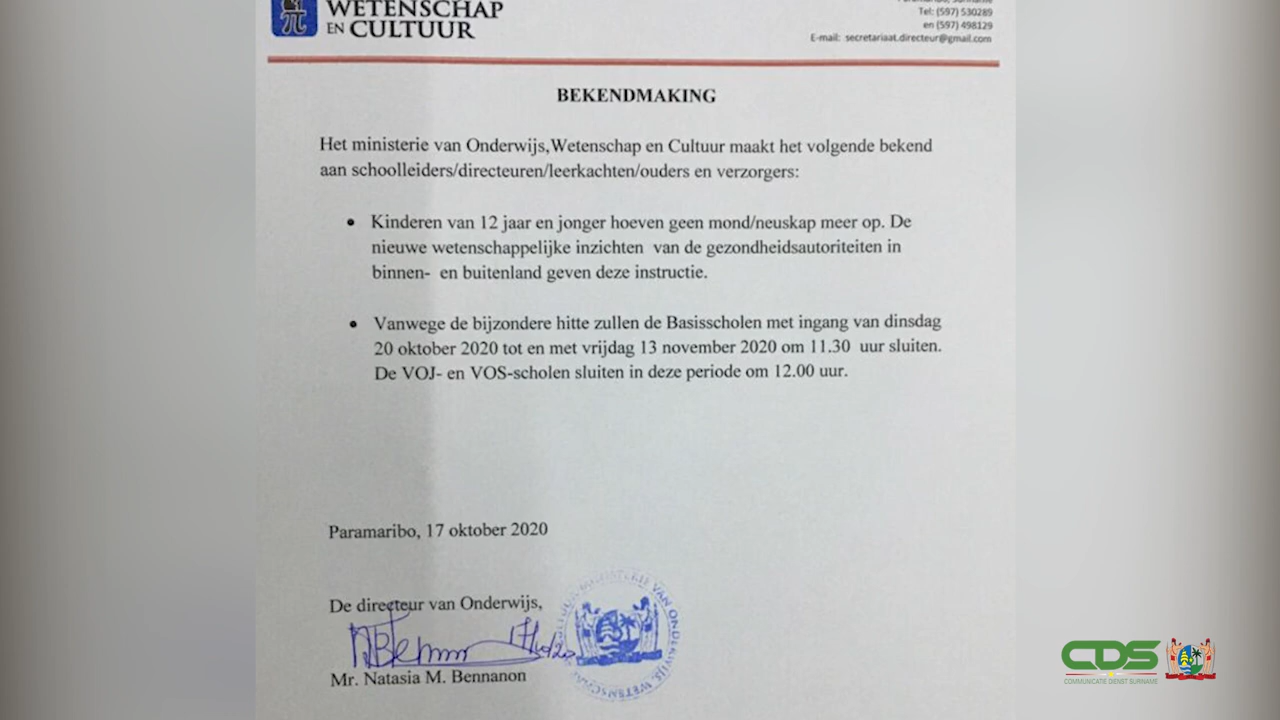 WETENSCHAP
EN CULTUUR
Tel: (597) 530289
en (597) 498129
E-mail: secretariaat.directeur@gmail.com
BEKENDMAKING
Het ministerie van Onderwijs,Wetenschap en Cultuur maakt het volgende bekend
aan schoolleiders/directeuren/leerkachten/ouders en verzorgers:
• Kinderen van 12 jaar en jonger hoeven geen mond/neuskap meer op. De
nieuwe wetenschappelijke inzichten van de gezondheidsautoriteiten in
binnen- en buitenland geven deze instructie.
• Vanwege de bijzondere hitte zullen de Basisscholen met ingang van dinsdag
20 oktober 2020 tot en met vrijdag 13 november 2020 om 11.30 uur sluiten.
De VOJ- en VOS-scholen sluiten in deze periode om 12.00 uur.
Paramaribo, 17 oktober 2020
De directeur van Onderwijs,
Mr. Natasia M. Bennanon
MINISTERIE VAN ONDERWIJS, WETENSCHAP
CDS
COMMUNICATIE DIENST SURINAME